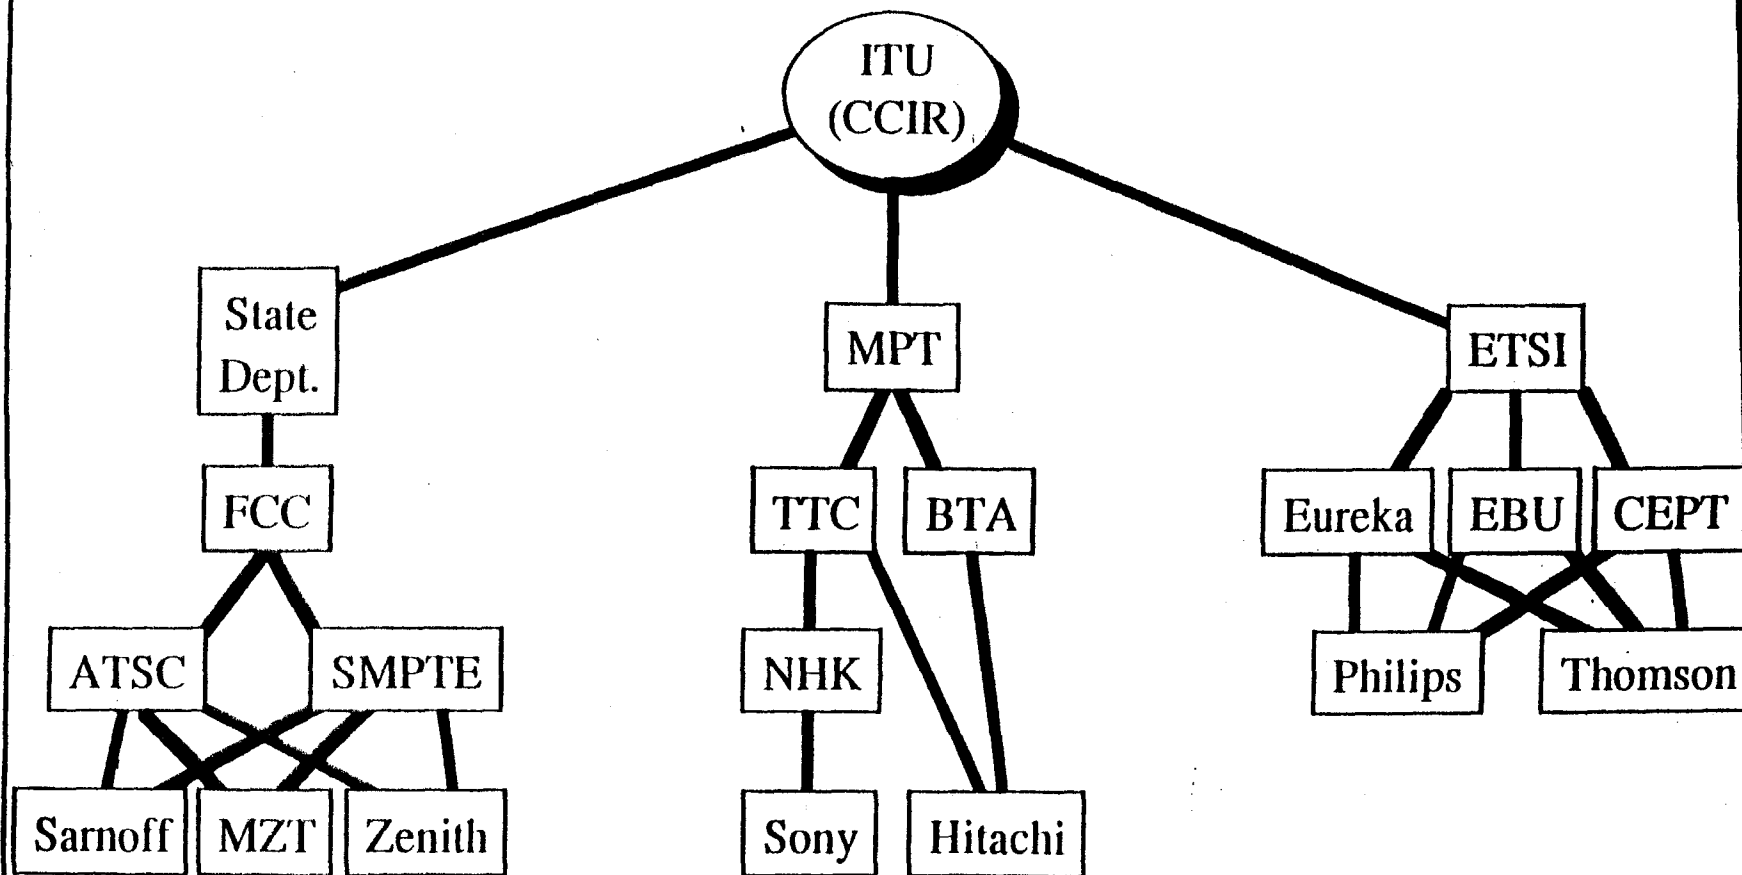 ITU
(CCIR)
State
Dept.
MPT
ETSI
FCC
TTC
BTA
Eureka
EBU
CEPT
ATSC
SMPTE
NHK
Philips
Thomson
Sarnoff
MZT
Zenith
Sony
Hitachi